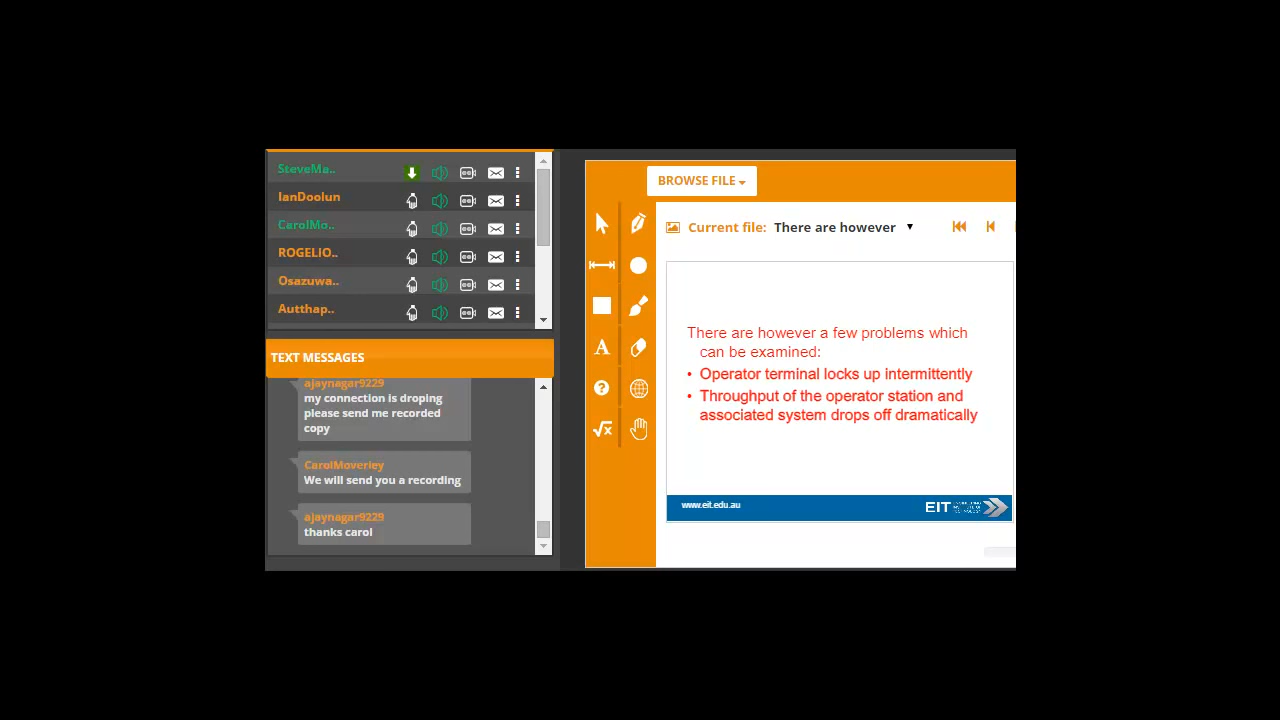 SteveMa..
IanDoolun
CarolMo..
ROGELIO..
Osazuwa..
Autthap..
TEXT MESSAGES
ajaynagar9229
my connection is droping
please send me recorded
copy
CarolMoverley
We will send you a recording
ajaynagar9229
thanks carol
BROWSE FILE
Current file: There are however
A
?
√x
There are however a few problems which
can be examined:
• Operator terminal locks up intermittently
• Throughput of the operator station and
associated system drops off dramatically
www.eit.edu.au
EIT